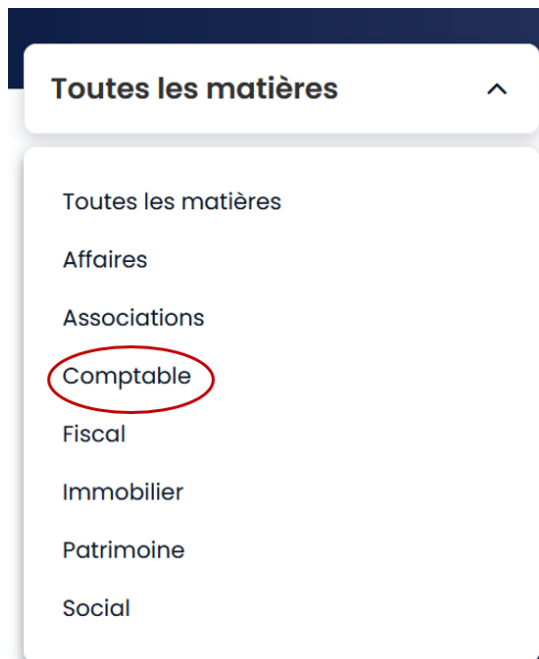 Toutes les matières
Toutes les matières
Affaires
Associations
Comptable
Fiscal
Immobilier
Patrimoine
Social